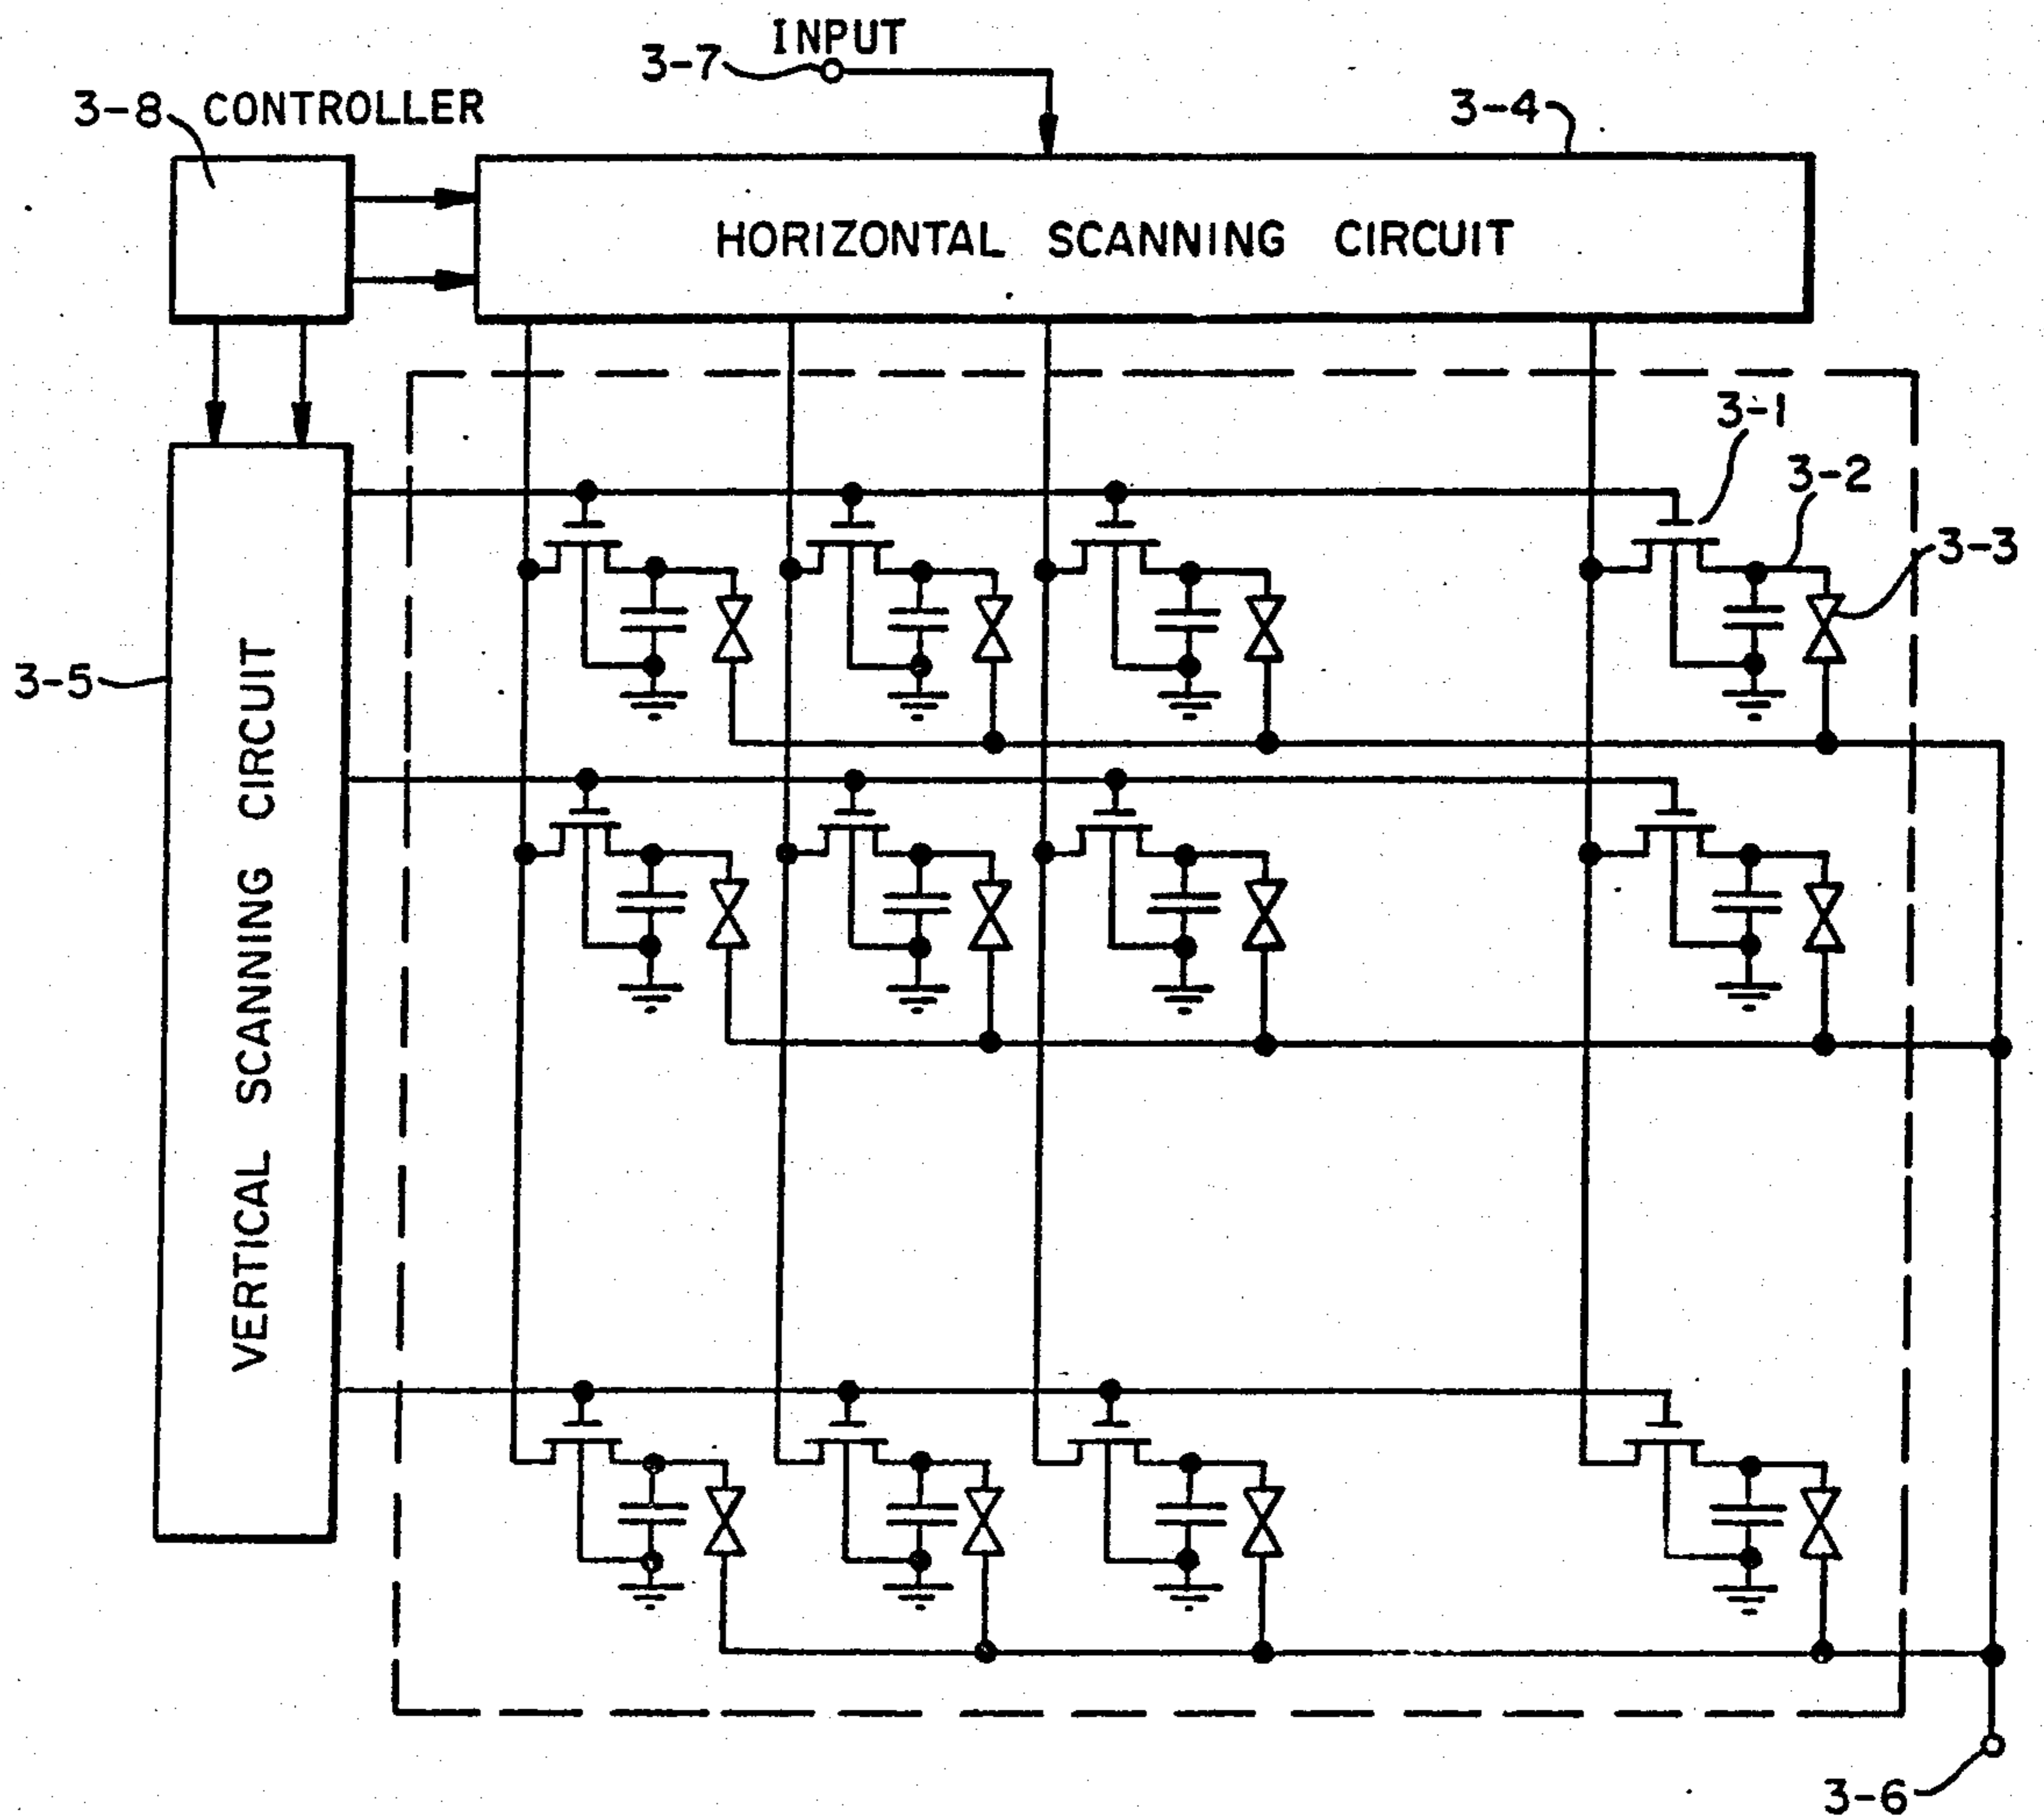 INPUT
3-7
3-8 CONTROLLER
3-4
HORIZONTAL SCANNING CIRCUIT
3-1
3-2
3-3
3-5
VERTICAL SCANNING CIRCUIT
3-6